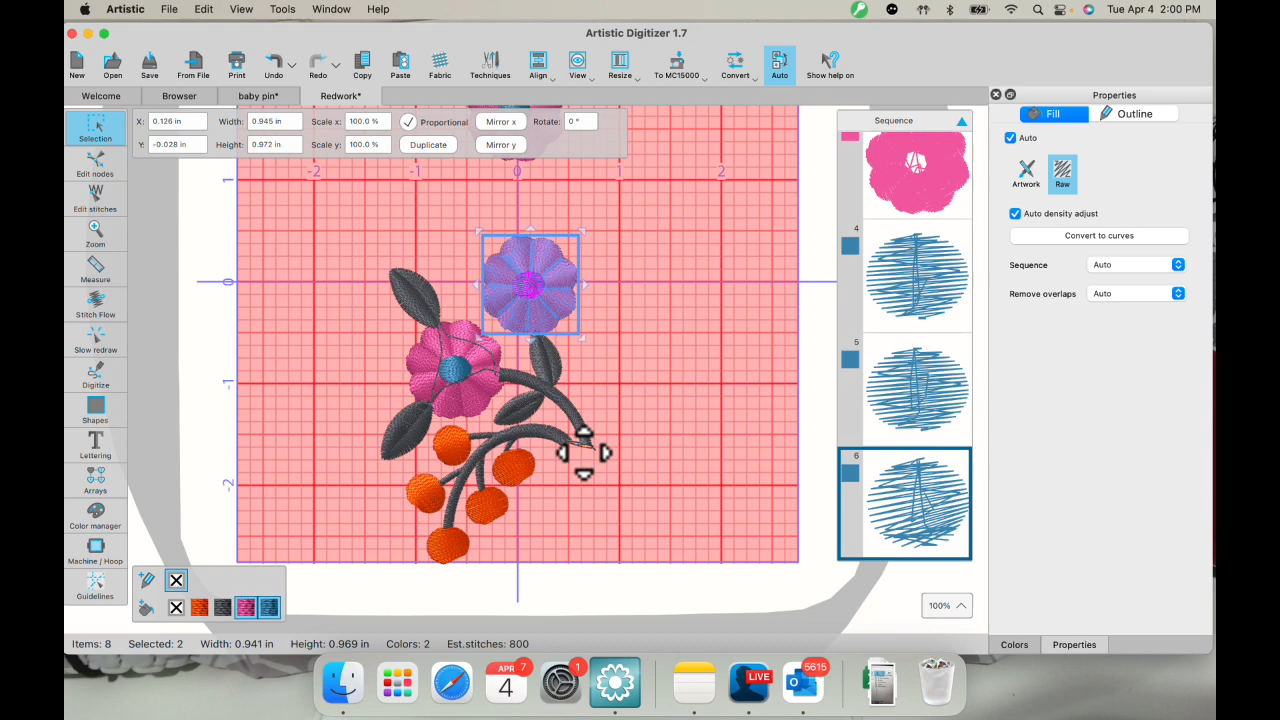 Artistic File Edit View Tools Window Help Tue Apr 4 2:00 PM
Artistic Digitizer 1.7
New Open Save From File Print Undo Redo Copy Paste Fabric Techniques Align View Resize To MC15000 Convert Auto Show help on
Welcome Browser baby pin* Redwork*
X: 0.126 in Width: 0.945 in Scale x: 100.0 % Proportional Mirror x Rotate: 0 °
Y: -0.028 in Height: 0.972 in Scale y: 100.0 % Duplicate Mirror y
-2 -1 0 1 2
1
0
-1
-2
Selection
Edit nodes
Edit stitches
Zoom
Measure
Stitch Flow
Slow redraw
Digitize
Shapes
Lettering
Arrays
Color manager
Machine / Hoop
Guidelines
Sequence
4
5
6
100%
Properties
Fill Outline
Auto
Artwork Raw
Auto density adjust
Convert to curves
Sequence Auto
Remove overlaps Auto
Items: 8 Selected: 2 Width: 0.941 in Height: 0.969 in Colors: 2 Est.stitches: 800
Colors Properties
APR 7
4
1
LIVE
5615